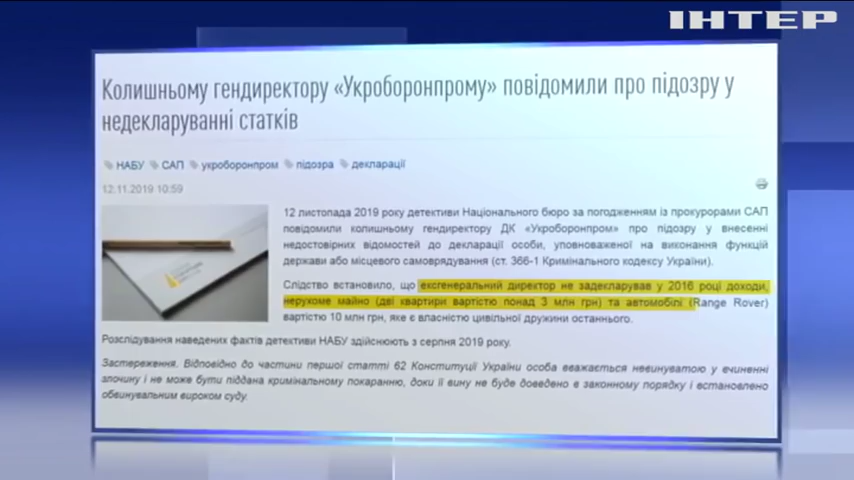 ІНТЕР
Колишньому гендиректору «Укроборонпрому» повідомили про підозру у
недекларуванні статків
НАБУ САП укроборонпром підозра декларації
12.11.2019 10:59
12 листопада 2019 року детективи Національного бюро за погодженням із прокурорами САП
повідомили колишньому гендиректору ДК «Укроборонпром» про підозру у внесенні
недостовірних відомостей до декларації особи, уповноваженої на виконання функцій
держави або місцевого самоврядування (ст. 366-1 Кримінального кодексу України).
Слідство встановило, що ексгенеральний директор не задекларував у 2016 році доходи,
нерухоме майно (дві квартири вартістю понад 3 млн грн) та автомобілі (Range Rover)
вартістю 10 млн грн, яке є власністю цивільної дружини останнього.
Розслідування наведених фактів детективи НАБУ здійснюють з серпня 2019 року.
Застереження. Відповідно до частини першої статті 62 Конституції України особа вважається невинуватою у вчиненні
злочину і не може бути піддана кримінальному покаранню, доки її вину не буде доведено в законному порядку і встановлено
обвинувальним вироком суду.